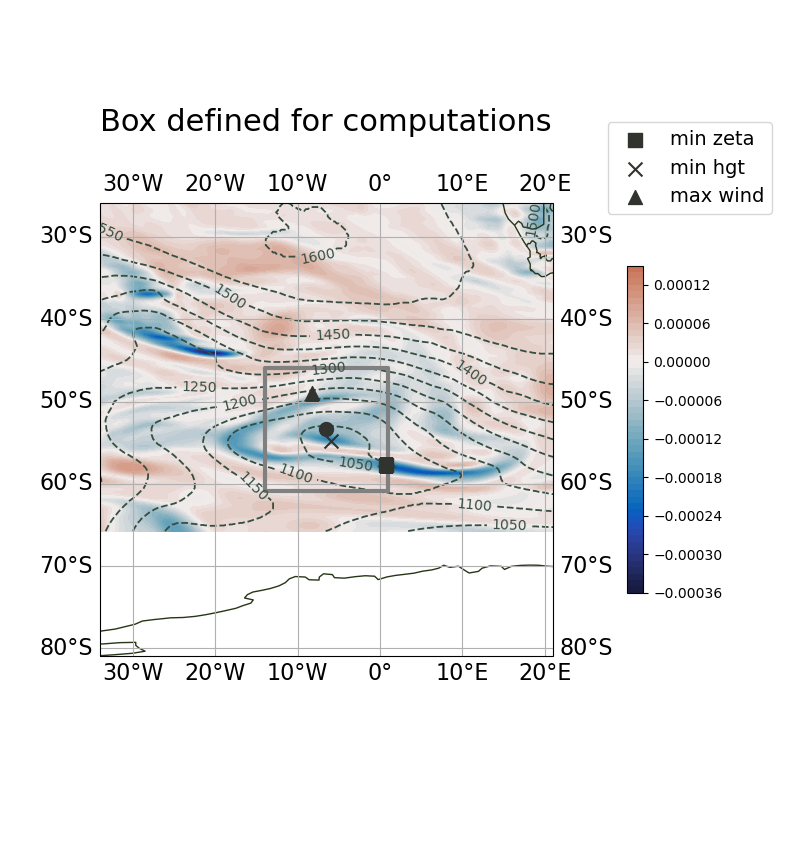 Box defined for computations
min zeta
min hgt
max wind
30°W 20°W 10°W 0° 10°E 20°E
30°S 30°S
40°S 40°S
50°S 50°S
60°S 60°S
70°S 70°S
80°S 80°S
30°W 20°W 10°W 0° 10°E 20°E
550
1600
1500
1500
1450
1400
1300
1250
1200
1150
1100
1050
1100
1050
0.00012
0.00006
0.00000
−0.00006
−0.00012
−0.00018
−0.00024
−0.00030
−0.00036